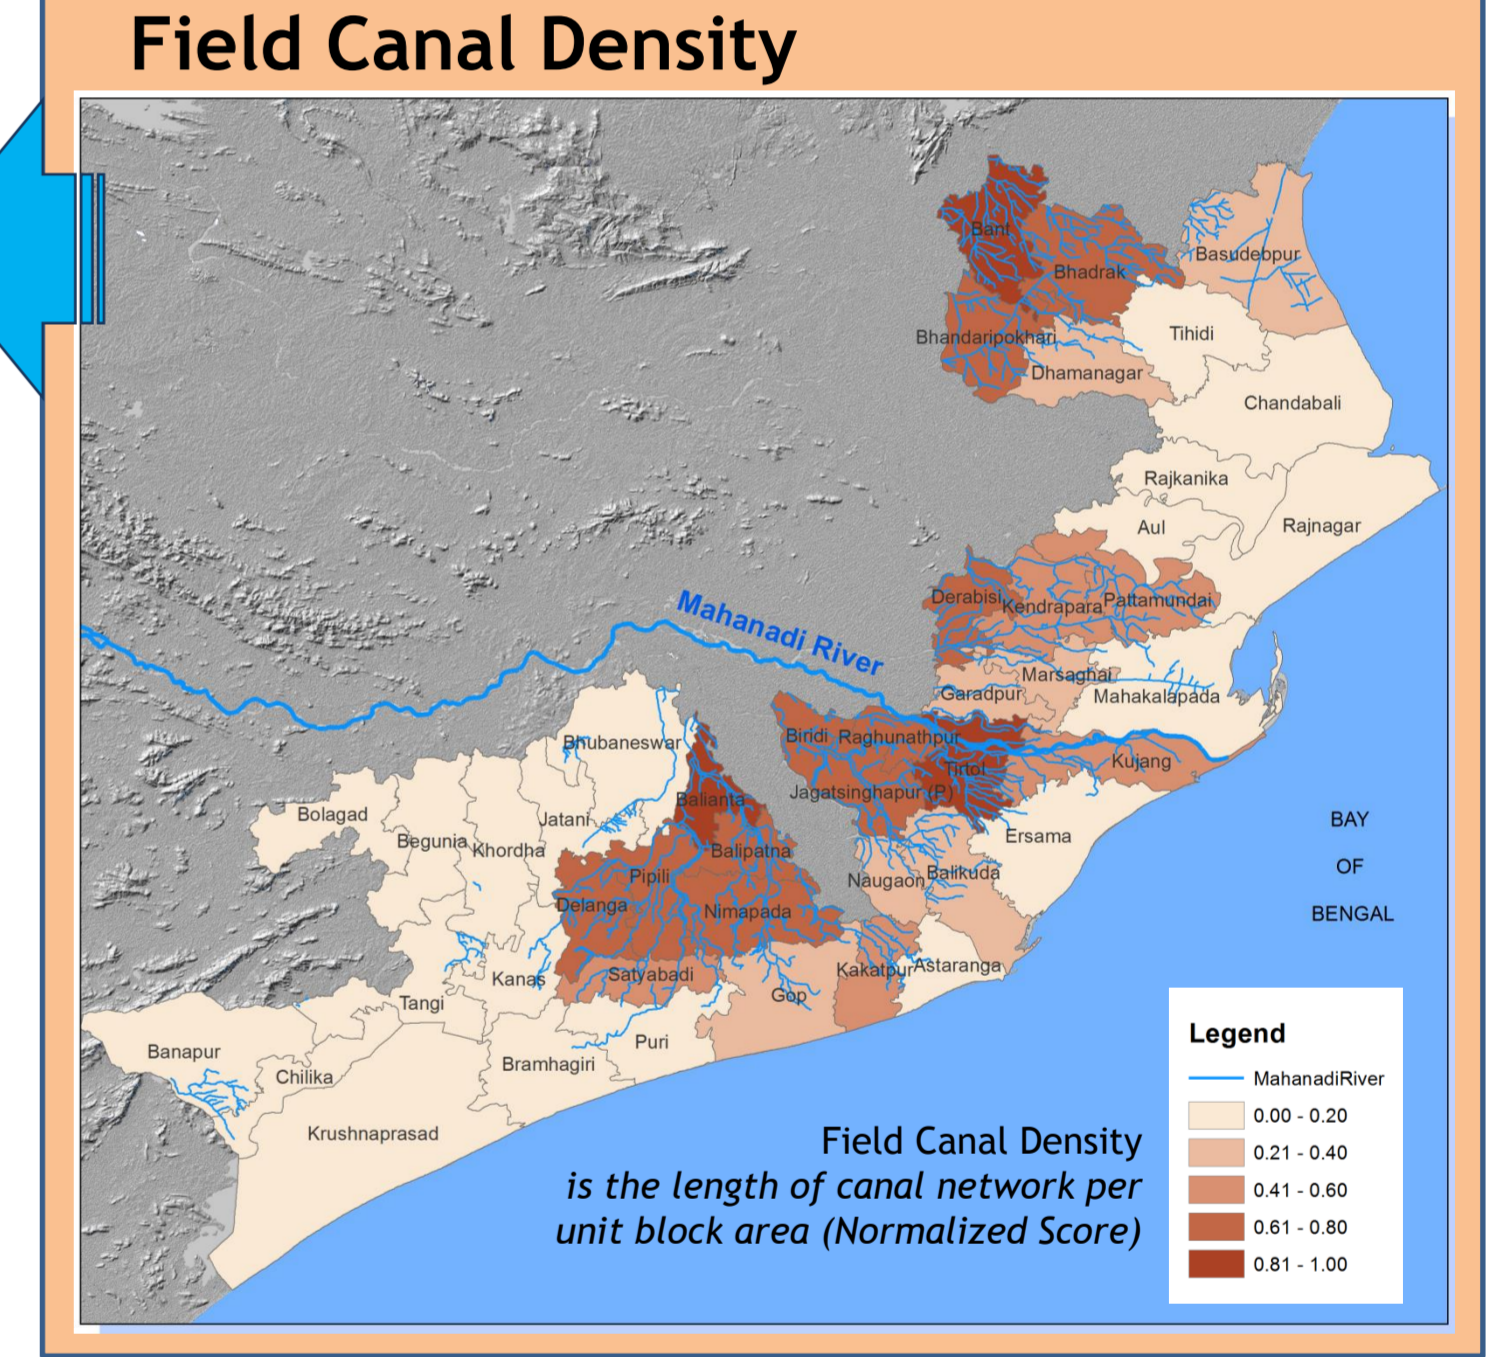 Field Canal Density
Bant
Bhadrak
Basudebpur
Bhandaripokhari
Tihidi
Dhamanagar
Chandabali
Rajkanika
Aul
Rajnagar
Mahanadi River
Derabisi
Kendrapara
Pattamundai
Marsaghai
Garadpur
Mahakalapada
Bhubaneswar
Biridi
Raghunathpur
Tirtol
Kujang
Jagatsinghapur (P)
Balianta
Bolagad
Jatani
Begunia
Khordha
Balipatna
Ersama
Pipili
Naugaon
Balikuda
Delanga
Nimapada
Satyabadi
Kakatpur
Astaranga
Kanas
Gop
Tangi
Puri
Banapur
Bramhagiri
Chilika
Krushnaprasad
BAY
OF
BENGAL
Field Canal Density
is the length of canal network per
unit block area (Normalized Score)
Legend
MahanadiRiver
0.00 - 0.20
0.21 - 0.40
0.41 - 0.60
0.61 - 0.80
0.81 - 1.00